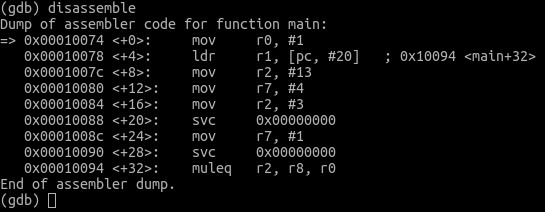 (gdb) disassemble
Dump of assembler code for function main:
=> 0x00010074 <+0>:     mov     r0, #1
   0x00010078 <+4>:     ldr     r1, [pc, #20]   ; 0x10094 <main+32>
   0x0001007c <+8>:     mov     r2, #13
   0x00010080 <+12>:    mov     r7, #4
   0x00010084 <+16>:    mov     r2, #3
   0x00010088 <+20>:    svc     0x00000000
   0x0001008c <+24>:    mov     r7, #1
   0x00010090 <+28>:    svc     0x00000000
   0x00010094 <+32>:    muleq   r2, r8, r0
End of assembler dump.
(gdb)